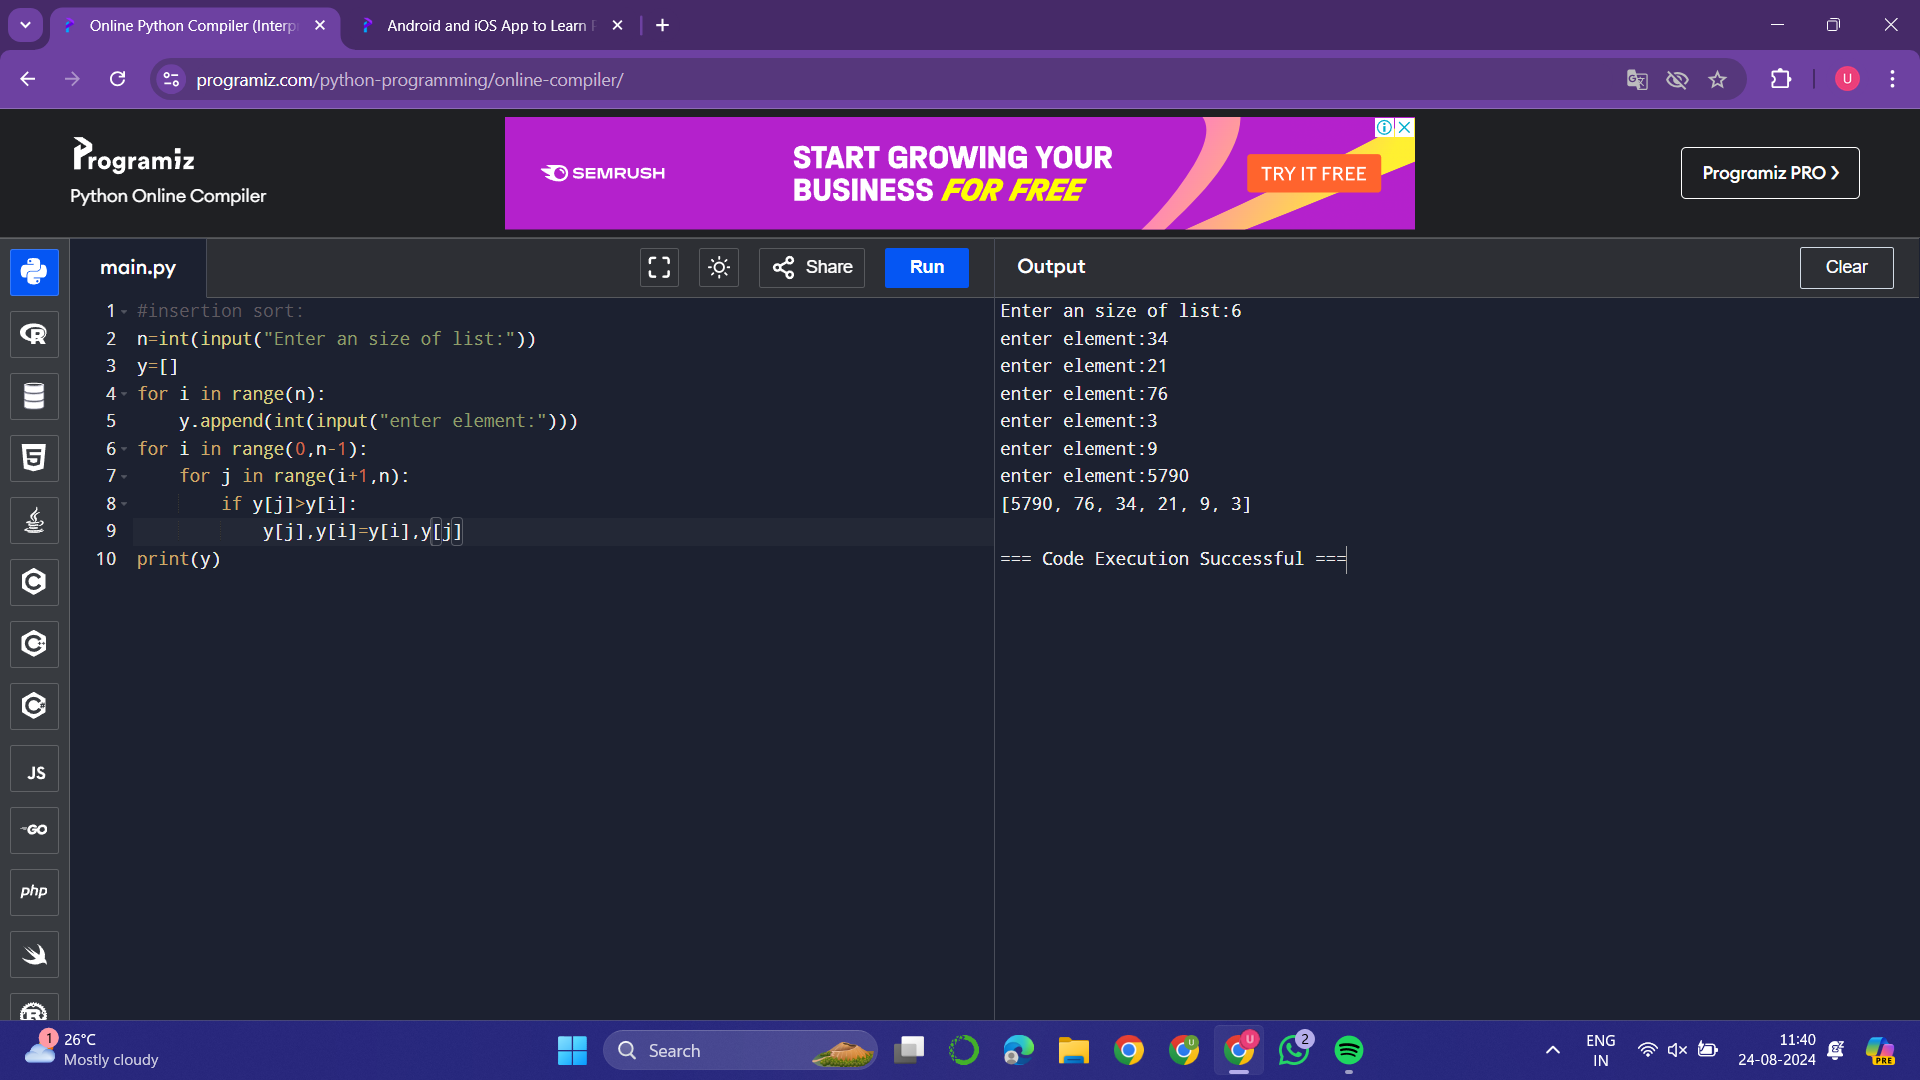 Online Python Compiler (Interp
Android and iOS App to Learn
programiz.com/python-programming/online-compiler/
U
Programiz
Python Online Compiler
SEMRUSH
START GROWING YOUR
BUSINESS FOR FREE
TRY IT FREE
Programiz PRO >
main.py
Share
Run
Output
Clear
1 #insertion sort:
2 n=int(input("Enter an size of list:"))
3 y=[]
4 for i in range(n):
5 y.append(int(input("enter element:")))
6 for i in range(0,n-1):
7 for j in range(i+1,n):
8 if y[j]>y[i]:
9 y[j],y[i]=y[i],y[j]
10 print(y)
Enter an size of list:6
enter element:34
enter element:21
enter element:76
enter element:3
enter element:9
enter element:5790
[5790, 76, 34, 21, 9, 3]
=== Code Execution Successful ===
R
5
C
C
C
JS
GO
php
R
1
26°C
Mostly cloudy
Search
U
U
2
ENG
IN
11:40
24-08-2024
PRE